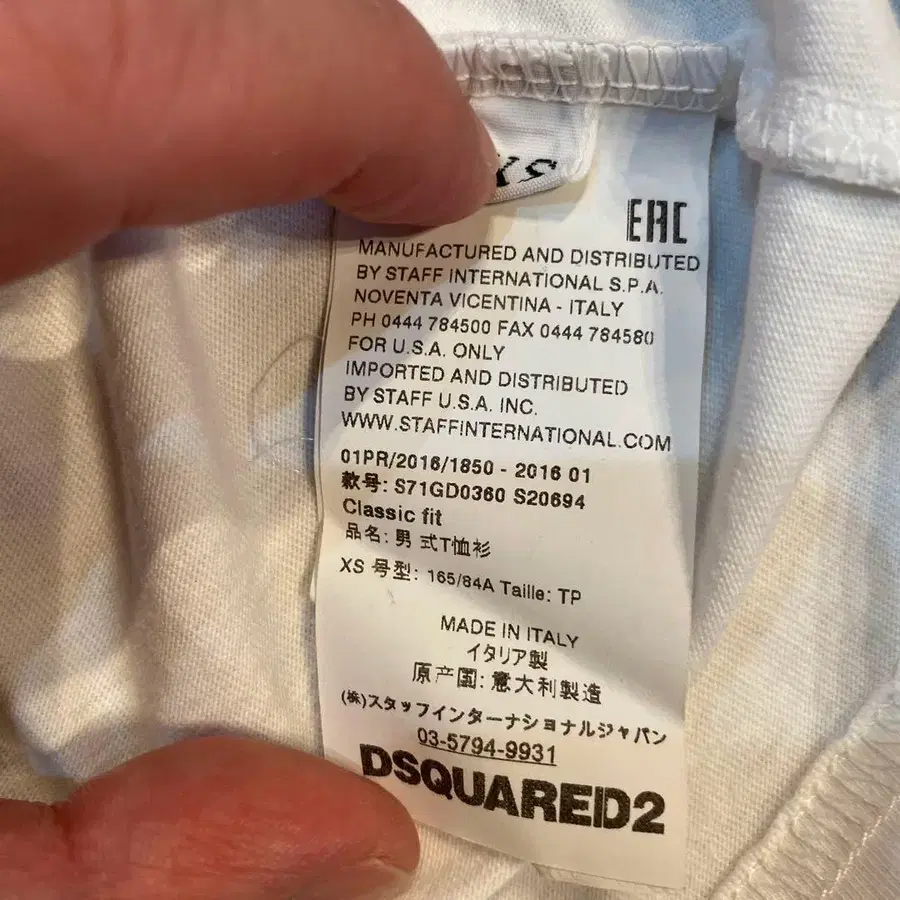 XS
EAC
MANUFACTURED AND DISTRIBUTED
BY STAFF INTERNATIONAL S.P.A.
NOVENTA VICENTINA - ITALY
PH 0444 784500 FAX 0444 784580
FOR U.S.A. ONLY
IMPORTED AND DISTRIBUTED
BY STAFF U.S.A. INC.
WWW.STAFFINTERNATIONAL.COM
01PR/2016/1850 - 2016 01
款号: S71GD0360 S20694
Classic fit
品名: 男 式T恤衫
XS 号型: 165/84A Taille: TP
MADE IN ITALY
イタリア製
原产国: 意大利製造
(株)スタッフインターナショナルジャパン
03-5794-9931
DSQUARED2